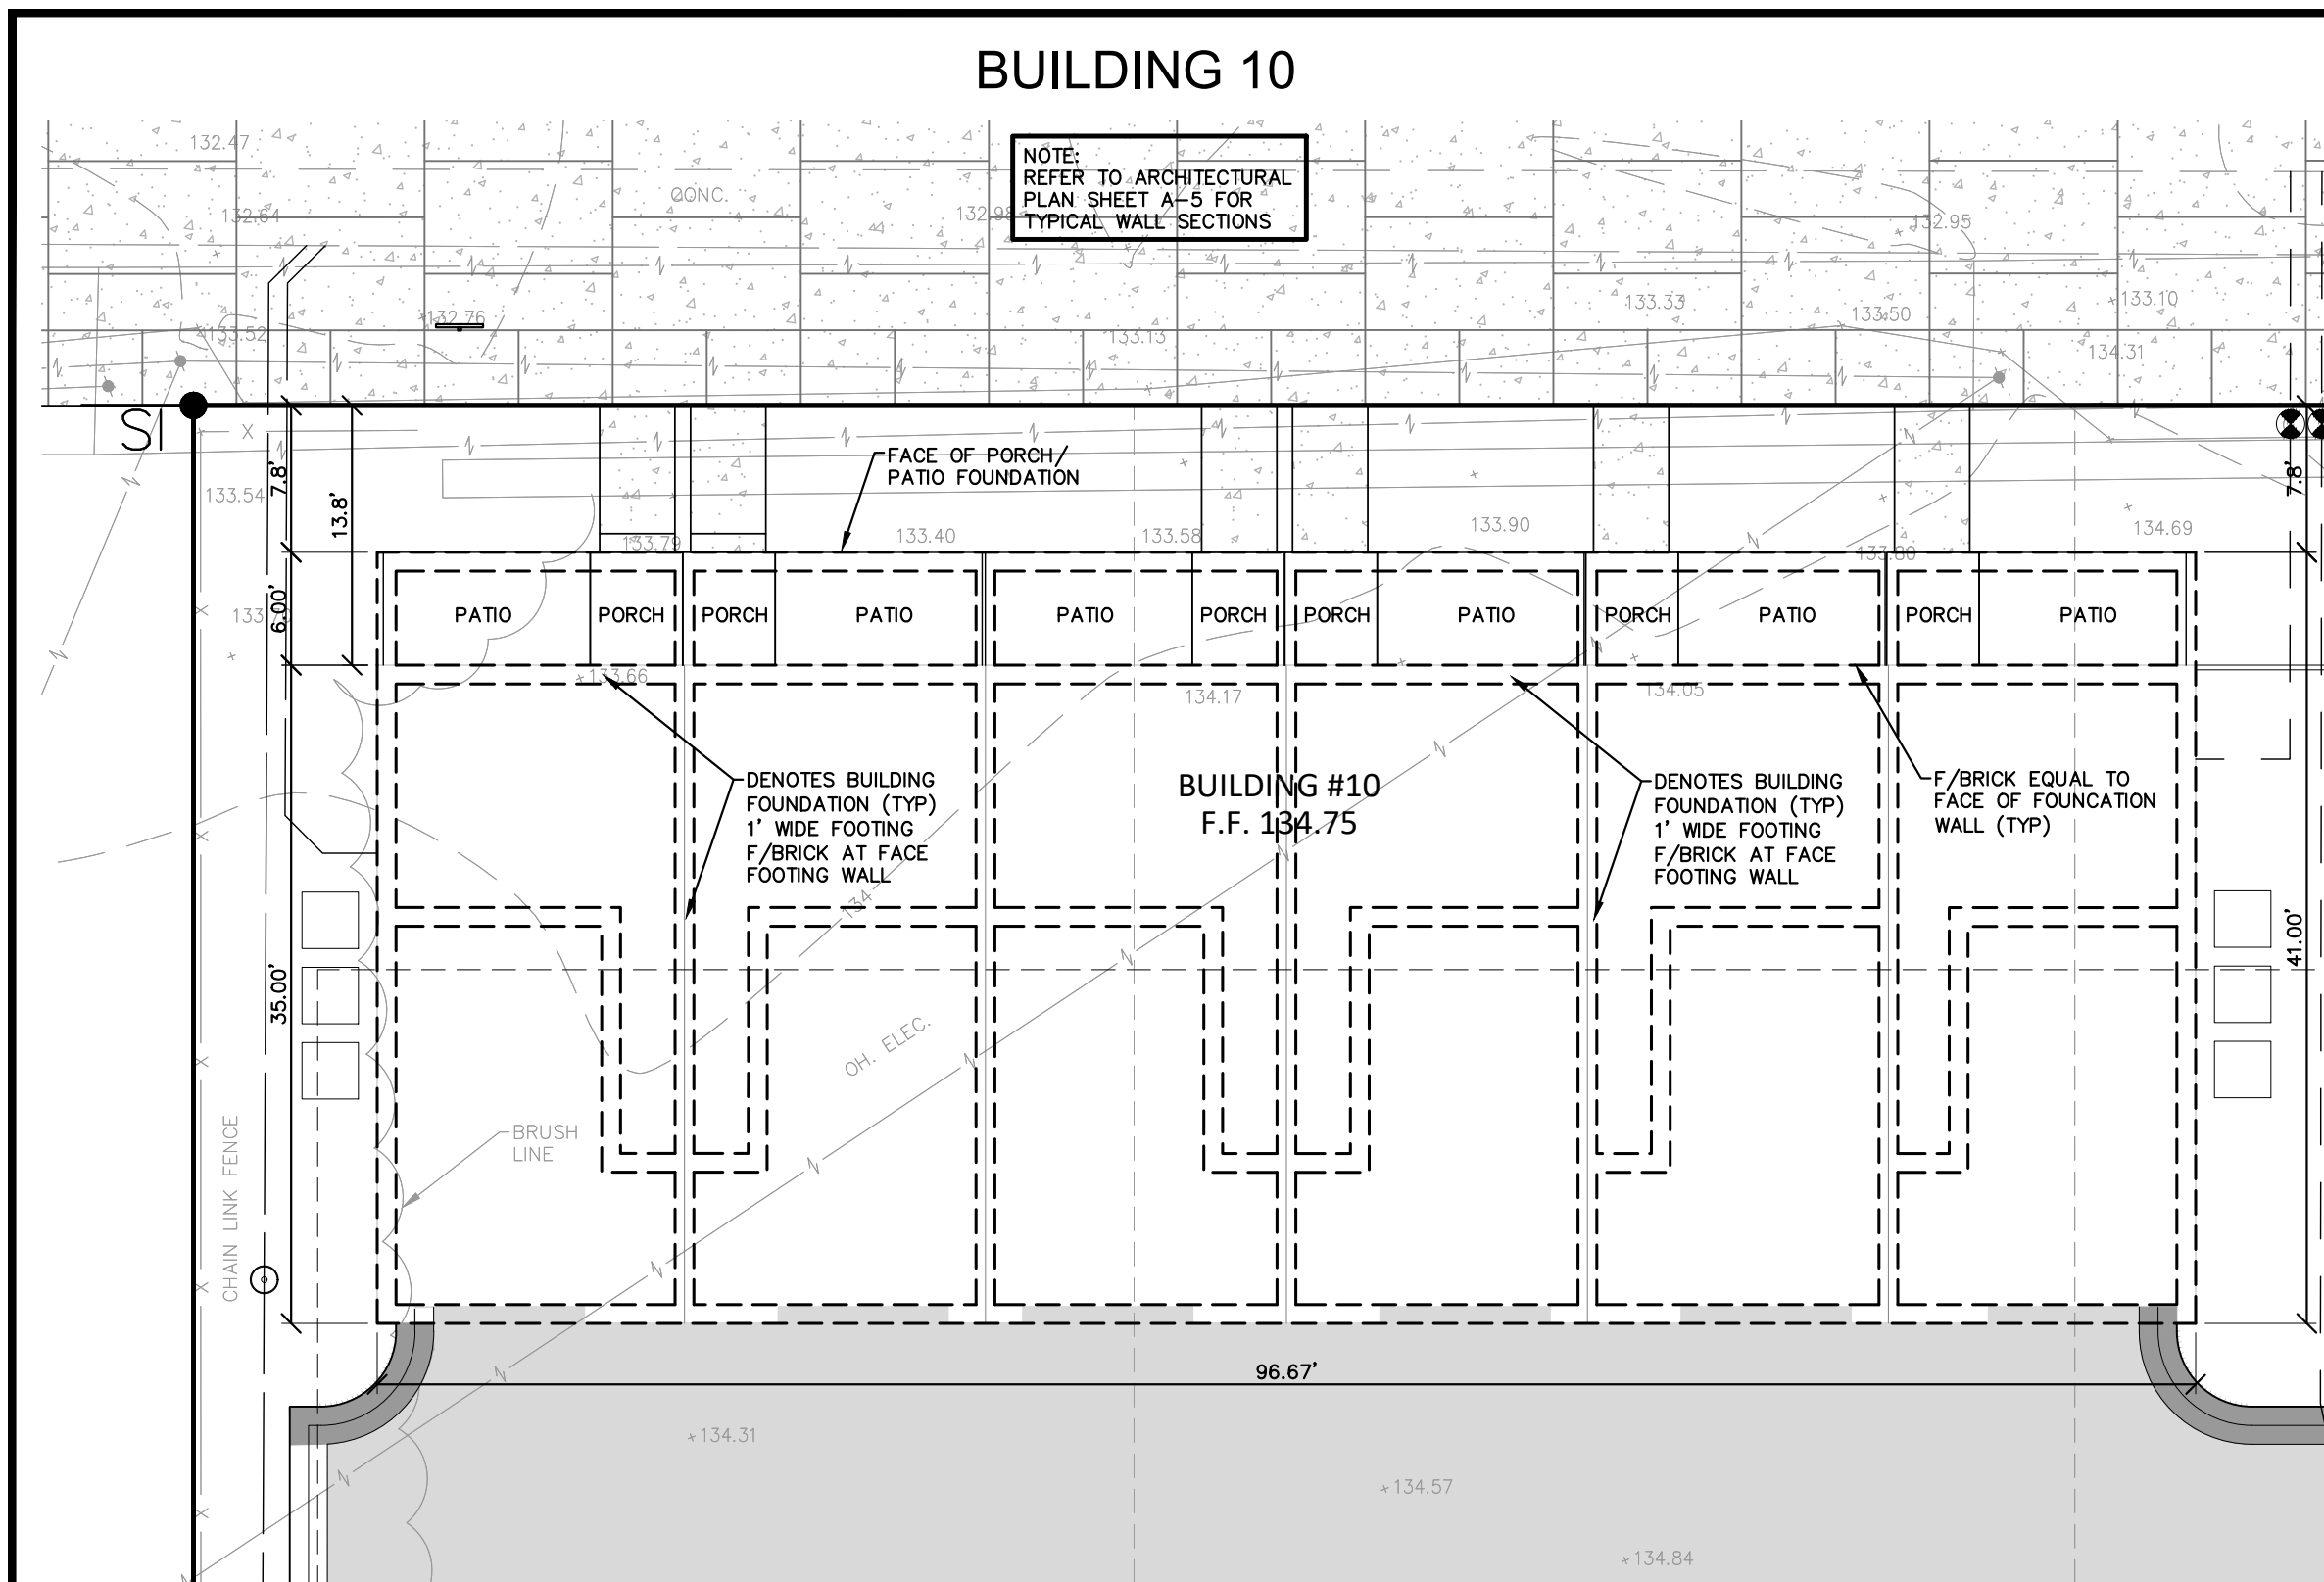 BUILDING 10
NOTE:
REFER TO ARCHITECTURAL
PLAN SHEET A-5 FOR
TYPICAL WALL SECTIONS
132.47
132.64
CONC.
132.98
132.95
133.33
133.50
133.10
132.76
133.52
133.13
134.31
SI
X
7.8'
13.8'
133.54
FACE OF PORCH/
PATIO FOUNDATION
7.8'
133.79
133.40
133.58
133.90
133.80
134.69
6.00'
PATIO
PORCH
PORCH
PATIO
PATIO
PORCH
PORCH
PATIO
PORCH
PATIO
PORCH
PATIO
133.66
134.17
134.05
DENOTES BUILDING
FOUNDATION (TYP)
1' WIDE FOOTING
F/BRICK AT FACE
FOOTING WALL
BUILDING #10
F.F. 134.75
DENOTES BUILDING
FOUNDATION (TYP)
1' WIDE FOOTING
F/BRICK AT FACE
FOOTING WALL
F/BRICK EQUAL TO
FACE OF FOUNCATION
WALL (TYP)
134
35.00'
41.00'
OH. ELEC.
BRUSH
LINE
CHAIN LINK FENCE
96.67'
134.31
134.57
134.84